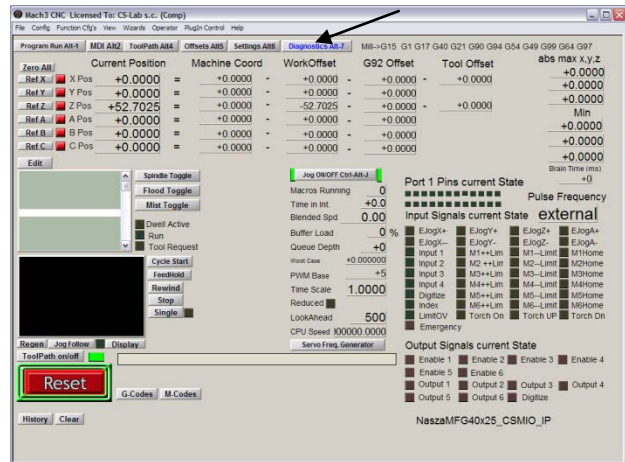 Mach3 CNC Licensed To: CS-Lab s.c. (Comp)
File Config Function Cfg's View Wizards Operator PlugIn Control Help
Program Run Alt-1 MDI Alt2 ToolPath Alt4 Offsets Alt5 Settings Alt6 Diagnostics Alt-7 Mill->G15 G1 G17 G40 G21 G90 G94 G54 G49 G99 G64 G97
Zero All Current Position Machine Coord WorkOffset G92 Offset Tool Offset abs max x,y,z
Ref X X Pos +0.0000 = +0.0000 - +0.0000 - +0.0000 - +0.0000
Ref Y Y Pos +0.0000 = +0.0000 - +0.0000 - +0.0000 +0.0000
Ref Z Z Pos +52.7025 = +0.0000 - -52.7025 - +0.0000 - +0.0000 +0.0000
Ref A A Pos +0.0000 = +0.0000 - +0.0000 - +0.0000 Min
Ref B B Pos +0.0000 = +0.0000 - +0.0000 - +0.0000 +0.0000
Ref C C Pos +0.0000 = +0.0000 - +0.0000 - +0.0000 +0.0000
+0.0000
Edit
Brain Time (ms)
+0
Spindle Toggle
Flood Toggle
Mist Toggle
Dwell Active
Run
Tool Request
Cycle Start
FeedHold
Rewind
Stop
Single
Regen Jog Follow Display
ToolPath on/off
Reset
G-Codes M-Codes
History Clear
Jog ON/OFF Ctrl-Alt-J
Macros Running 0
Time in Int. +0.0
Blended Spd 0.00
Buffer Load 0 %
Queue Depth +0
Worst Case +0.000000
PWM Base +5
Time Scale 1.0000
Reduced
LookAhead 500
CPU Speed
Servo Freq. Generator
Port 1 Pins current State
Pulse Frequency
Input Signals current State external
EJogX+ EJogY+ EJogZ+ EJogA+
EJogX-- EJogY- EJogZ- EJogA-
Input 1 M1++Lim M1--Limit M1Home
Input 2 M2 ++Lim M2--Limit M2Home
Input 3 M3++Lim M3--Limit M3Home
Input 4 M4++Lim M4--Limit M4Home
Digitize M5++Lim M5--Limit M5Home
Index M6++Lim M6--Limit M6Home
LimitOV Torch On Torch UP Torch Dn
Emergency
Output Signals current State
Enable 1 Enable 2 Enable 3 Enable 4
Enable 5 Enable 6
Output 1 Output 2 Output 3 Output 4
Output 5 Output 6 Digitize
NaszaMFG40x25_CSMIO_IP